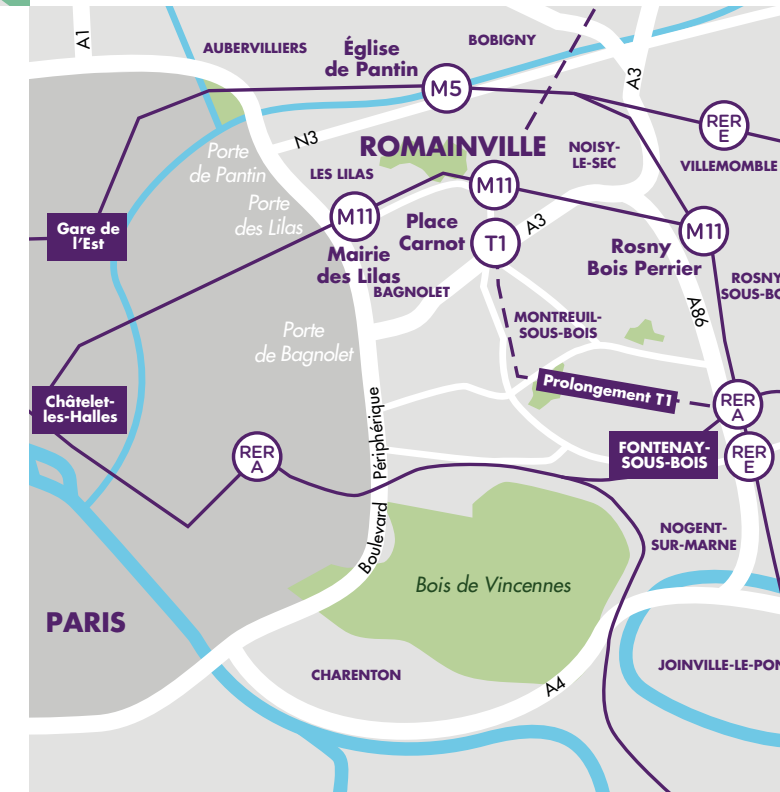 A1
AUBERVILLIERS
Église
de Pantin
BOBIGNY
M5
A3
RER
E
N3
ROMAINVILLE
NOISY-
LE-SEC
VILLEMOMBLE
Porte
de Pantin
LES LILAS
M11
Porte
des Lilas
M11
Place
Carnot
T1
A3
M11
Gare de
l'Est
Mairie
des Lilas
Rosny
Bois Perrier
BAGNOLET
ROSNY
SOUS-BO
A86
MONTREUIL-
SOUS-BOIS
Porte
de Bagnolet
Prolongement T1
Châtelet-
les-Halles
RER
A
Boulevard Périphérique
FONTENAY-
SOUS-BOIS
RER
E
RER
A
NOGENT-
SUR-MARNE
Bois de Vincennes
PARIS
CHARENTON
JOINVILLE-LE-PON
A4